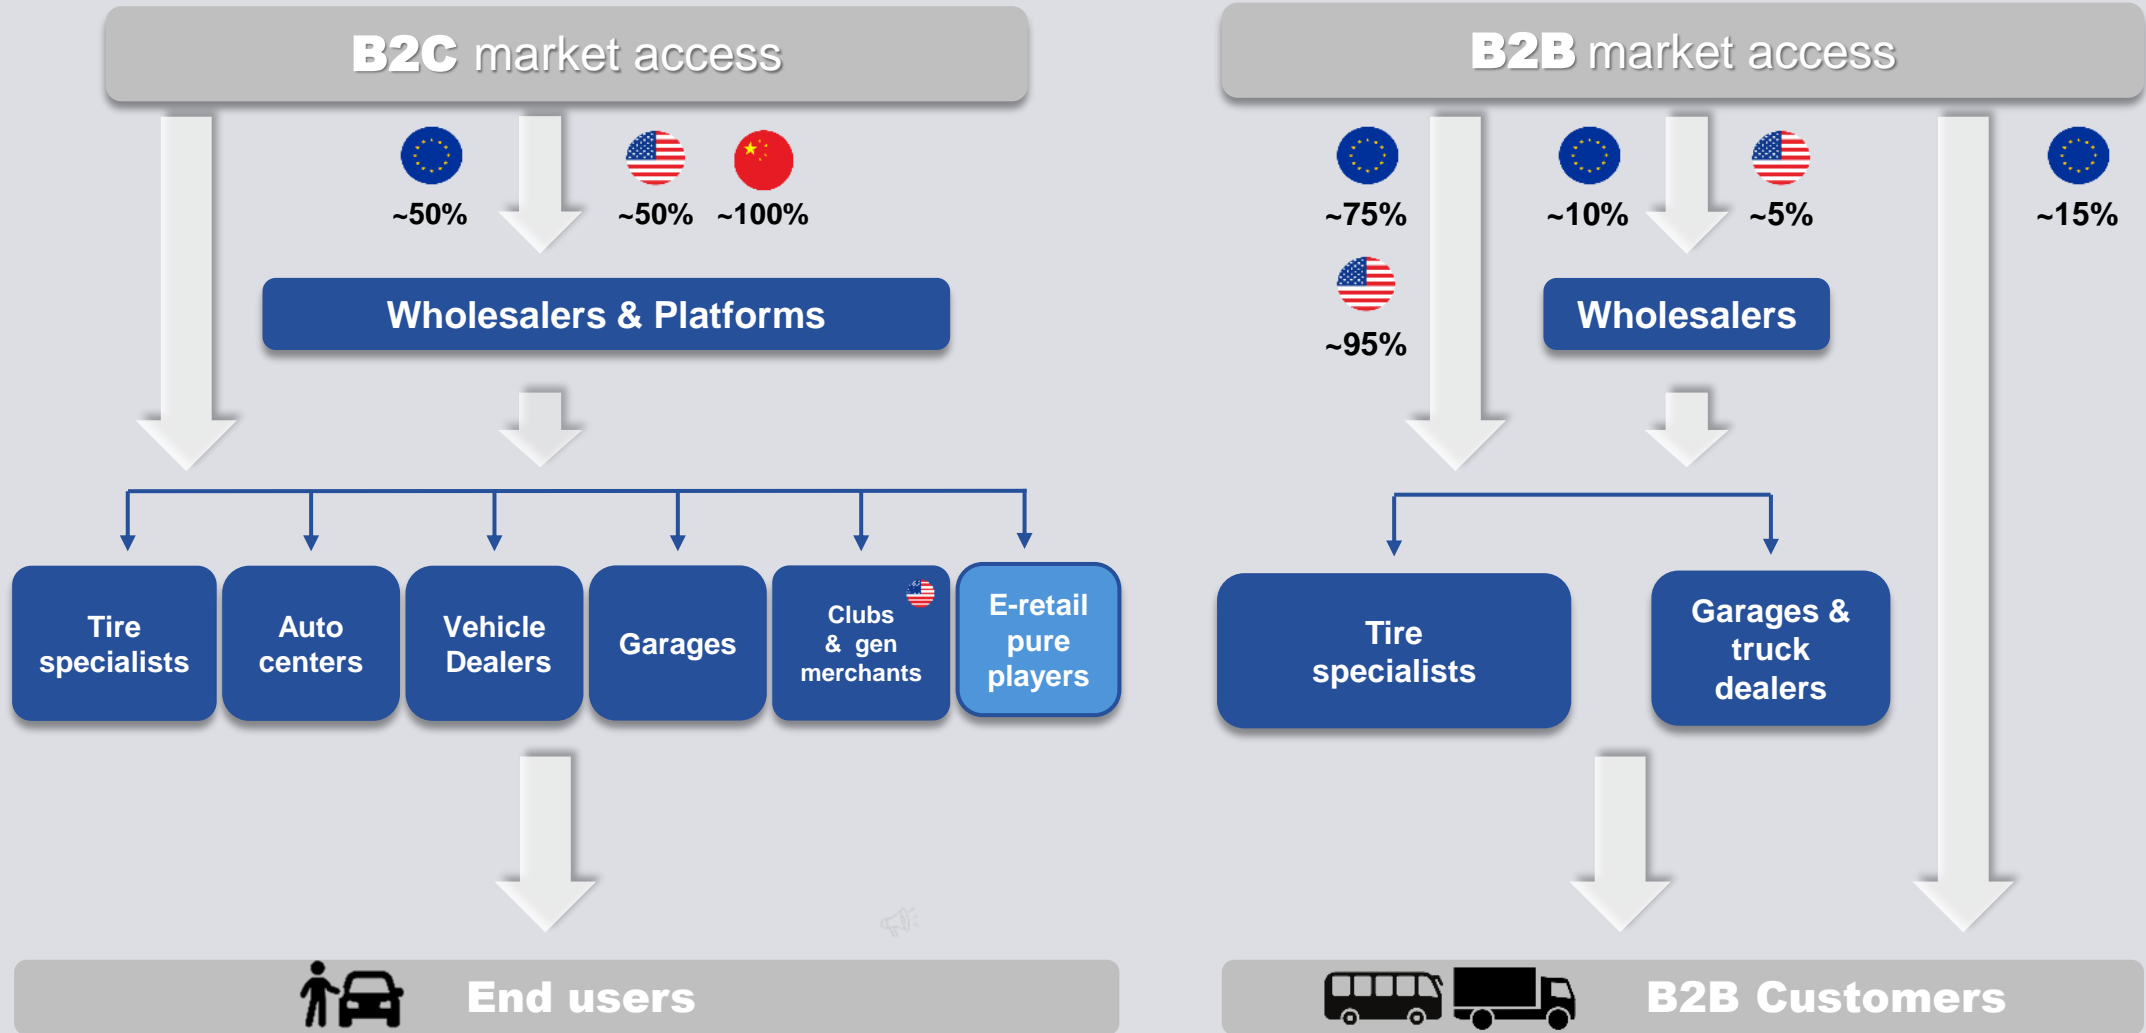 B2C market access
~50%
~50%
~100%
Wholesalers & Platforms
Tire
specialists
Auto
centers
Vehicle
Dealers
Garages
Clubs
& gen
merchants
E-retail
pure
players
End users
B2B market access
~75%
~10%
~5%
~15%
~95%
Wholesalers
Tire
specialists
Garages &
truck
dealers
B2B Customers